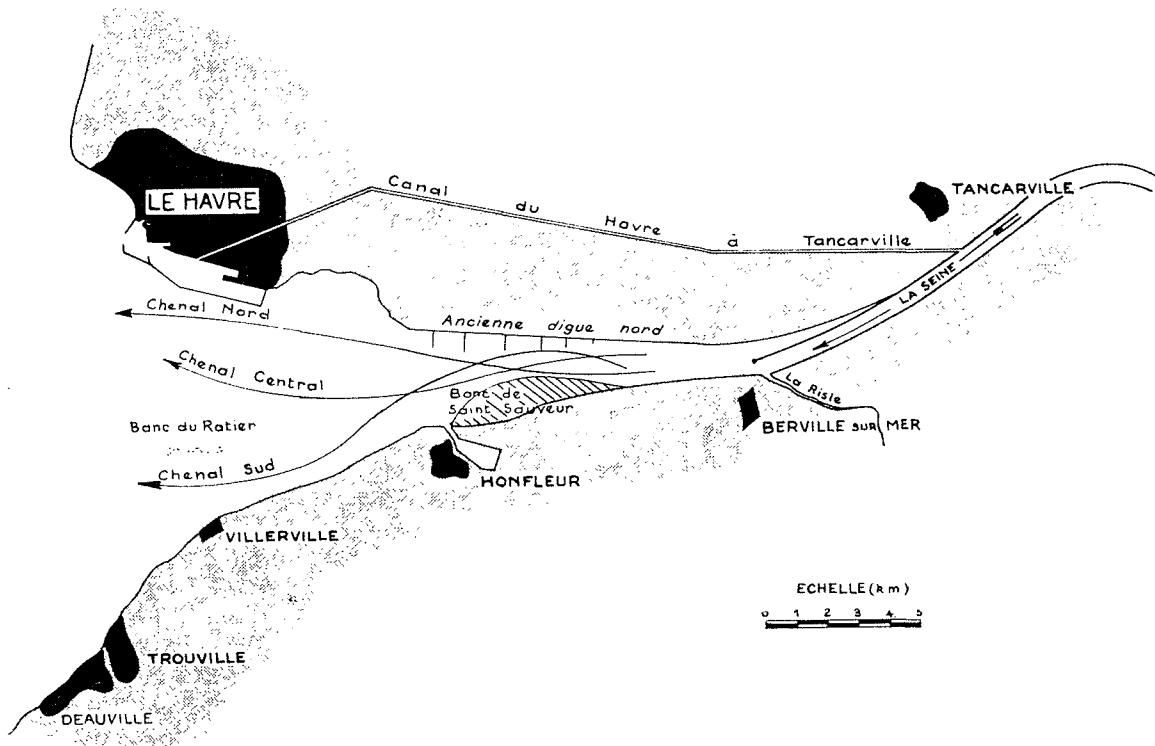 LE HAVRE
Canal du Havre à Tancarville
TANCARVILLE
LA SEINE
Chenal Nord
Ancienne digue nord
Chenal Central
Banc de
Saint Sauveur
La Risle
Banc du Ratier
BERVILLE SUR MER
Chenal Sud
HONFLEUR
VILLERVILLE
ECHELLE (km)
0 1 2 3 4 5
TROUVILLE
DEAUVILLE